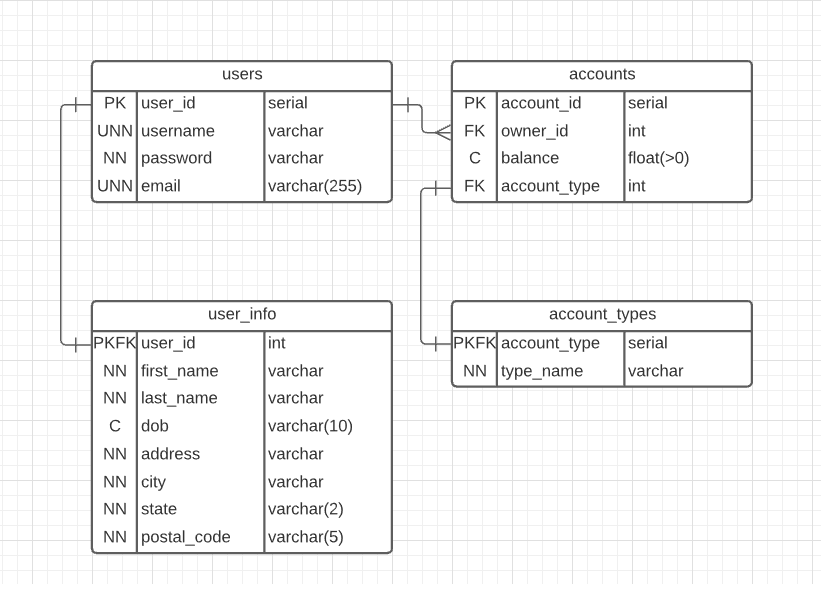 users
PK user_id serial
UNN username varchar
NN password varchar
UNN email varchar(255)
accounts
PK account_id serial
FK owner_id int
C balance float(>0)
FK account_type int
user_info
PKFK user_id int
NN first_name varchar
NN last_name varchar
C dob varchar(10)
NN address varchar
NN city varchar
NN state varchar(2)
NN postal_code varchar(5)
account_types
PKFK account_type serial
NN type_name varchar